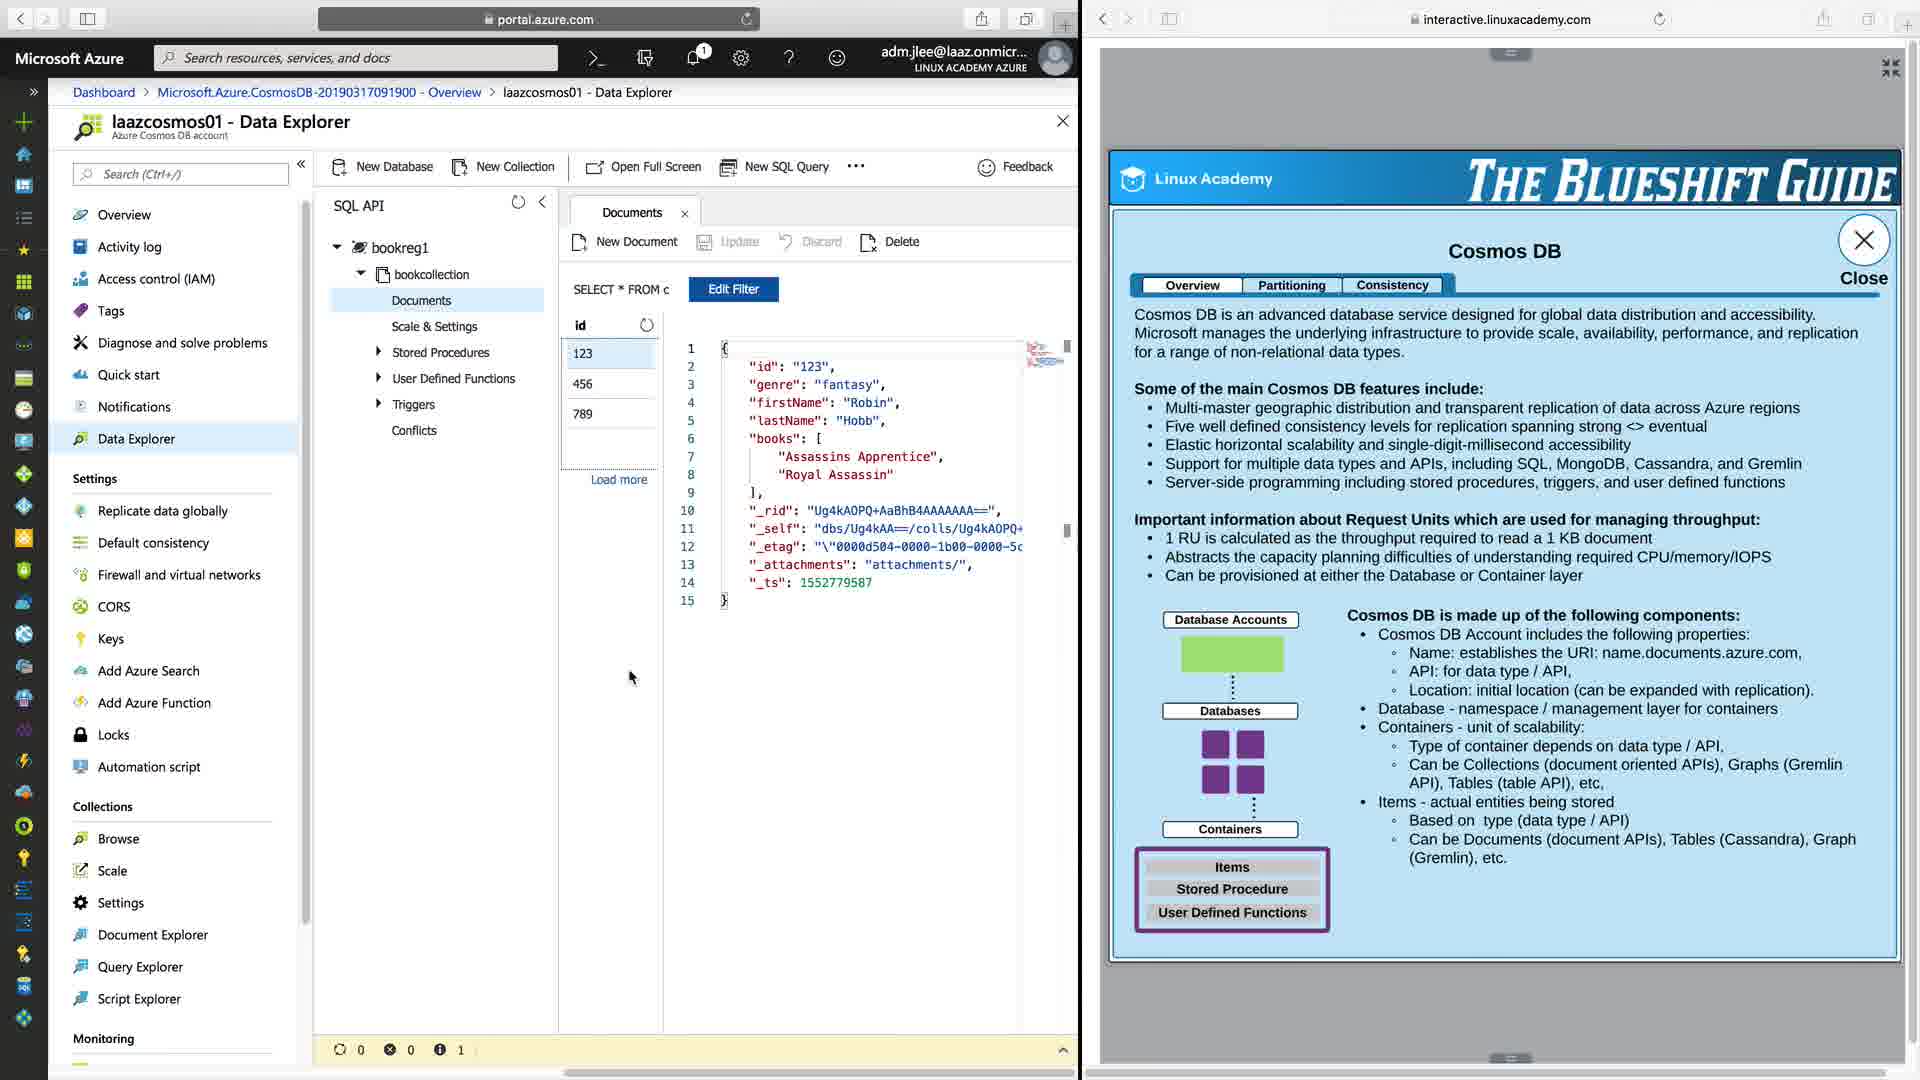 portal.azure.com
Microsoft Azure
Search resources, services, and docs
1
adm.jlee@laaz.onmicr...
LINUX ACADEMY AZURE
Dashboard > Microsoft.Azure.CosmosDB-20190317091900 - Overview > laazcosmos01 - Data Explorer
laazcosmos01 - Data Explorer
Azure Cosmos DB account
Search (Ctrl+/)
Overview
Activity log
Access control (IAM)
Tags
Diagnose and solve problems
Quick start
Notifications
Data Explorer
Settings
Replicate data globally
Default consistency
Firewall and virtual networks
CORS
Keys
Add Azure Search
Add Azure Function
Locks
Automation script
Collections
Browse
Scale
Settings
Document Explorer
Query Explorer
Script Explorer
Monitoring
New Database
New Collection
Open Full Screen
New SQL Query
Feedback
SQL API
bookreg1
bookcollection
Documents
Scale & Settings
Stored Procedures
User Defined Functions
Triggers
Conflicts
Documents
New Document
Update
Discard
Delete
SELECT * FROM c
Edit Filter
id
123
456
789
Load more
1 {
2 "id": "123",
3 "genre": "fantasy",
4 "firstName": "Robin",
5 "lastName": "Hobb",
6 "books": [
7 "Assassins Apprentice",
8 "Royal Assassin"
9 ],
10 "_rid": "Ug4kAOPQ+AaBhB4AAAAAAA==",
11 "_self": "dbs/Ug4kAA==/colls/Ug4kAOPQ+
12 "_etag": "\"0000d504-0000-1b00-0000-5c
13 "_attachments": "attachments/",
14 "_ts": 1552779587
15 }
0 0 1
interactive.linuxacademy.com
Linux Academy
THE BLUESHIFT GUIDE
Cosmos DB
Close
Overview
Partitioning
Consistency
Cosmos DB is an advanced database service designed for global data distribution and accessibility.
Microsoft manages the underlying infrastructure to provide scale, availability, performance, and replication
for a range of non-relational data types.
Some of the main Cosmos DB features include:
• Multi-master geographic distribution and transparent replication of data across Azure regions
• Five well defined consistency levels for replication spanning strong <> eventual
• Elastic horizontal scalability and single-digit-millisecond accessibility
• Support for multiple data types and APIs, including SQL, MongoDB, Cassandra, and Gremlin
• Server-side programming including stored procedures, triggers, and user defined functions
Important information about Request Units which are used for managing throughput:
• 1 RU is calculated as the throughput required to read a 1 KB document
• Abstracts the capacity planning difficulties of understanding required CPU/memory/IOPS
• Can be provisioned at either the Database or Container layer
Database Accounts
Databases
Containers
Items
Stored Procedure
User Defined Functions
Cosmos DB is made up of the following components:
• Cosmos DB Account includes the following properties:
◦ Name: establishes the URI: name.documents.azure.com,
◦ API: for data type / API,
◦ Location: initial location (can be expanded with replication).
• Database - namespace / management layer for containers
• Containers - unit of scalability:
◦ Type of container depends on data type / API,
◦ Can be Collections (document oriented APIs), Graphs (Gremlin
API), Tables (table API), etc,
• Items - actual entities being stored
◦ Based on type (data type / API)
◦ Can be Documents (document APIs), Tables (Cassandra), Graph
(Gremlin), etc.